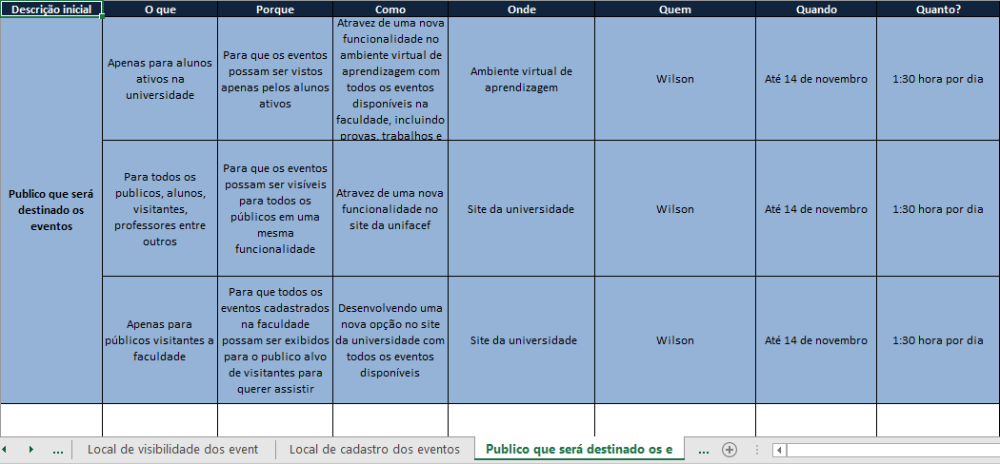 Descrição inicial
O que
Porque
Como
Onde
Quem
Quando
Quanto?
Publico que será
destinado os
eventos
Apenas para alunos
ativos na
universidade
Para que os eventos
possam ser vistos
apenas pelos alunos
ativos
Atravez de uma nova
funcionalidade no
ambiente virtual de
aprendizagem com
todos os eventos
disponíveis na
faculdade, incluindo
provas, trabalhos e
Ambiente virtual de
aprendizagem
Wilson
Até 14 de novembro
1:30 hora por dia
Para todos os
publicos, alunos,
visitantes,
professores entre
outros
Para que os eventos
possam ser visíveis
para todos os
públicos em uma
mesma
funcionalidade
Atravez de uma nova
funcionalidade no
site da unifacef
Site da universidade
Wilson
Até 14 de novembro
1:30 hora por dia
Apenas para
públicos visitantes a
faculdade
Para que todos os
eventos cadastrados
na faculdade
possam ser exibidos
para o publico alvo
de visitantes para
querer assistir
Desenvolvendo uma
nova opção no site
da universidade com
todos os eventos
disponíveis
Site da universidade
Wilson
Até 14 de novembro
1:30 hora por dia
...
Local de visibilidade dos event
Local de cadastro dos eventos
Publico que será destinado os e
...